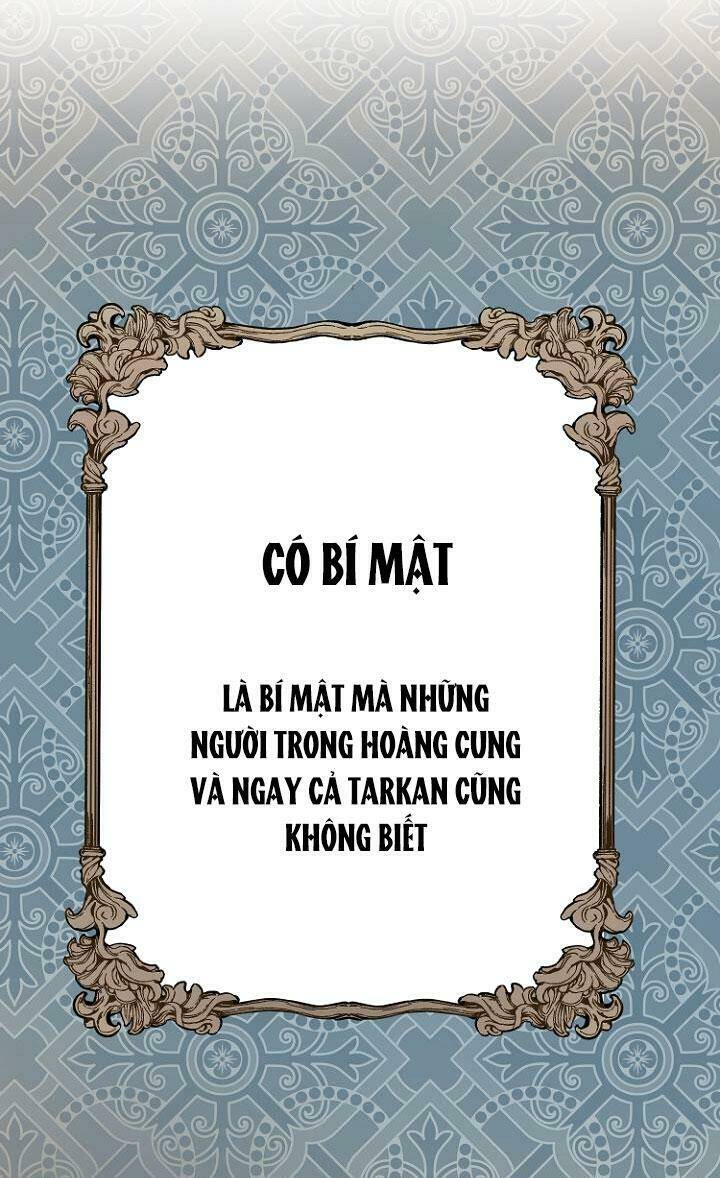 CÓ BÍ MẬT
LÀ BÍ MẬT MÀ NHỮNG
NGƯỜI TRONG HOÀNG CUNG
VÀ NGAY CẢ TARKAN CŨNG
KHÔNG BIẾT